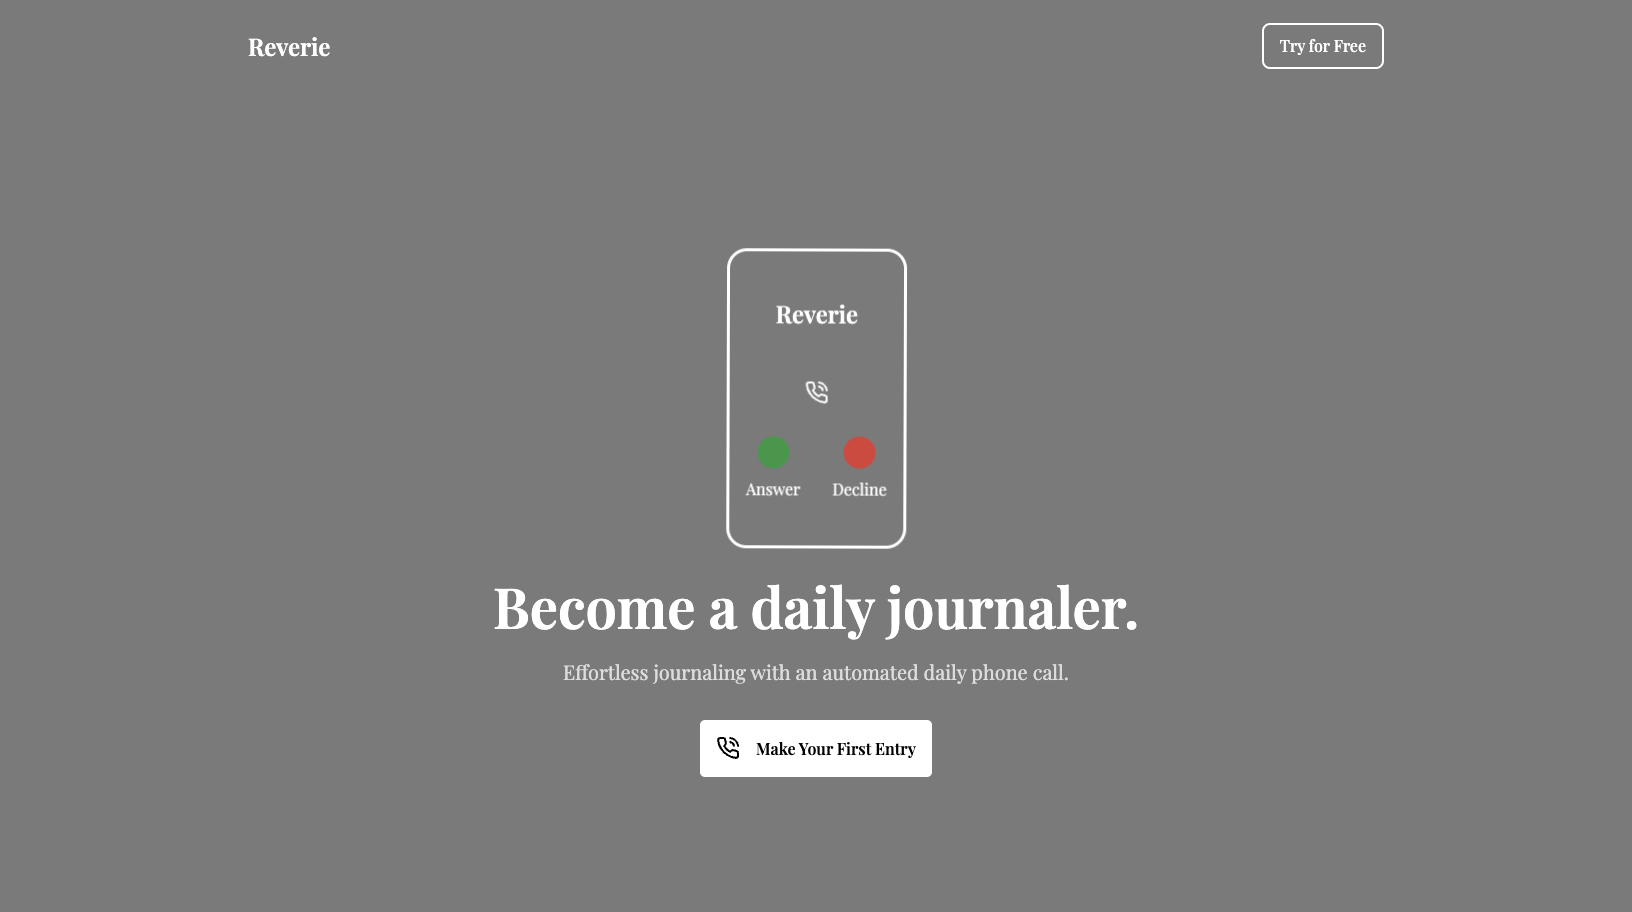 Reverie
Try for Free
Reverie
Answer
Decline
Become a daily journaler.
Effortless journaling with an automated daily phone call.
Make Your First Entry